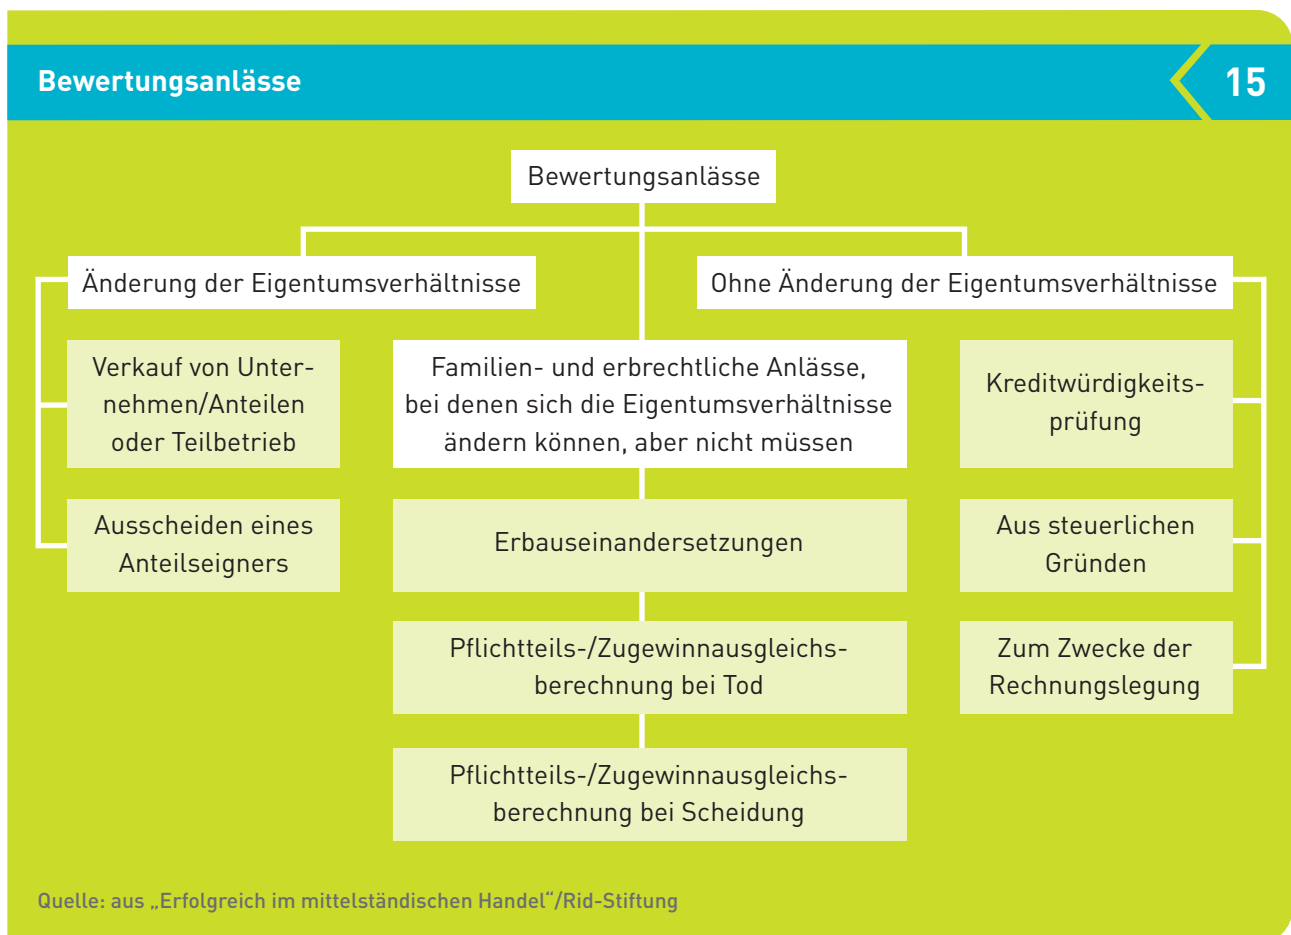 Bewertungsanlässe
15
Bewertungsanlässe
Änderung der Eigentumsverhältnisse
Ohne Änderung der Eigentumsverhältnisse
Verkauf von Unter-
nehmen/Anteilen
oder Teilbetrieb
Ausscheiden eines
Anteilseigners
Familien- und erbrechtliche Anlässe,
bei denen sich die Eigentumsverhältnisse
ändern können, aber nicht müssen
Erbauseinandersetzungen
Pflichtteils-/Zugewinnausgleichs-
berechnung bei Tod
Pflichtteils-/Zugewinnausgleichs-
berechnung bei Scheidung
Kreditwürdigkeits-
prüfung
Aus steuerlichen
Gründen
Zum Zwecke der
Rechnungslegung
Quelle: aus „Erfolgreich im mittelständischen Handel“/Rid-Stiftung